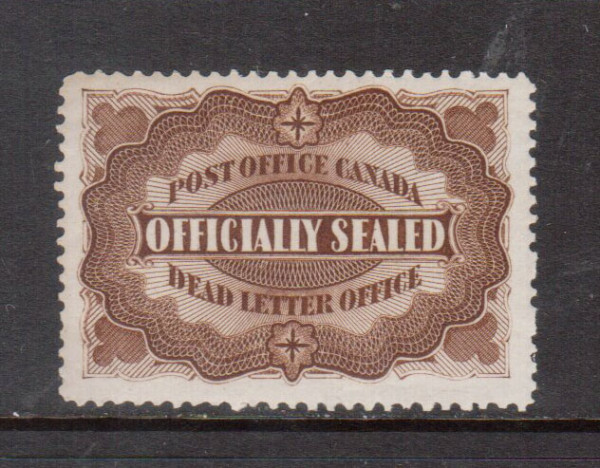 POST OFFICE CANADA
OFFICIALLY SEALED
DEAD LETTER OFFICE